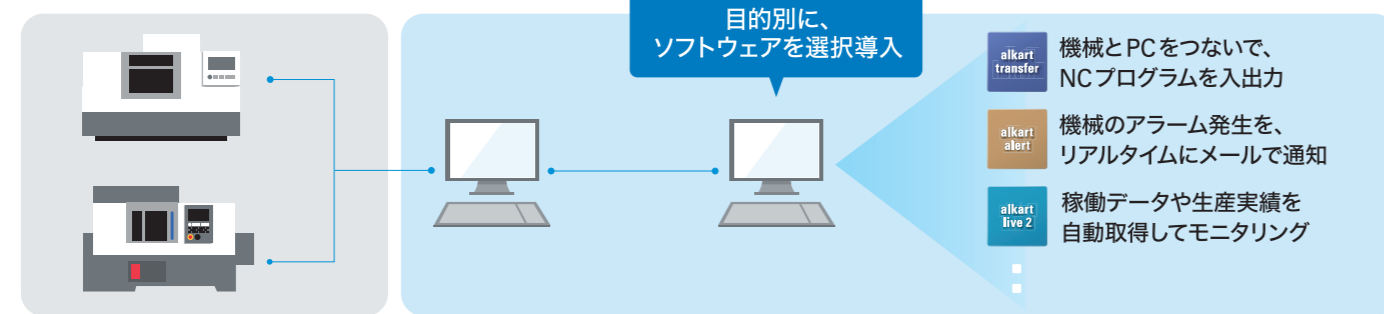 目的別に、
ソフトウェアを選択導入
alkart
transfer
機械とPCをつないで、
NCプログラムを入出力
alkart
alert
機械のアラーム発生を、
リアルタイムにメールで通知
alkart
live 2
稼働データや生産実績を
自動取得してモニタリング